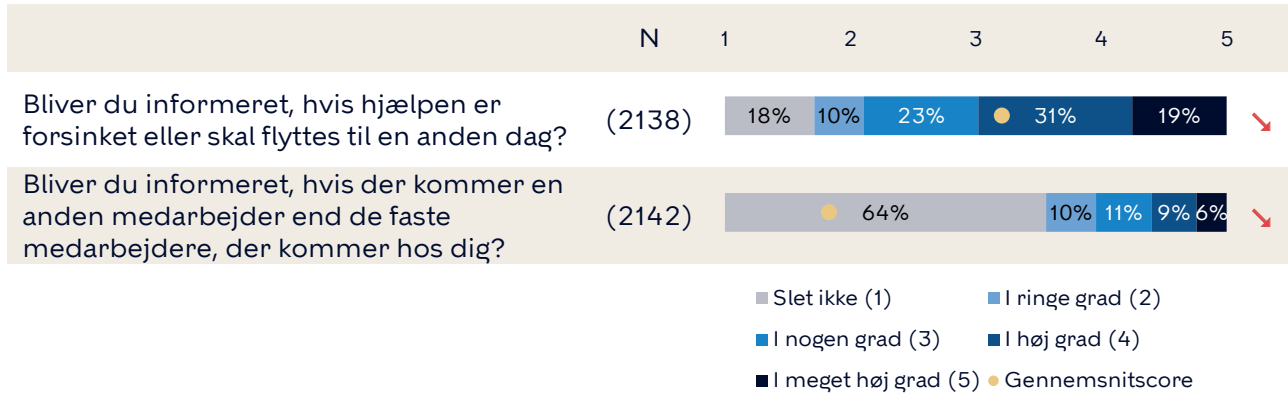 N 1 2 3 4 5
Bliver du informeret, hvis hjælpen er
forsinket eller skal flyttes til en anden dag?
(2138) 18% 10% 23% 31% 19%
Bliver du informeret, hvis der kommer en
anden medarbejder end de faste
medarbejdere, der kommer hos dig?
(2142) 64% 10% 11% 9% 6%
Slet ikke (1) I ringe grad (2)
I nogen grad (3) I høj grad (4)
I meget høj grad (5) Gennemsnitscore